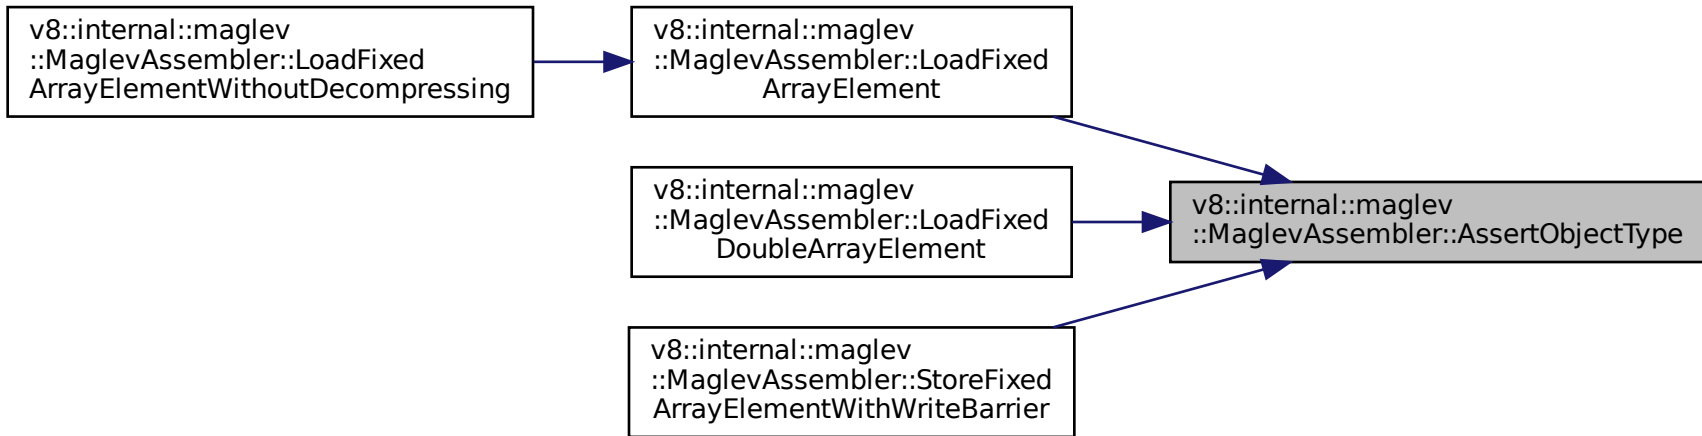 v8::internal::maglev
::MaglevAssembler::LoadFixed
ArrayElementWithoutDecompressing
v8::internal::maglev
::MaglevAssembler::LoadFixed
ArrayElement
v8::internal::maglev
::MaglevAssembler::LoadFixed
DoubleArrayElement
v8::internal::maglev
::MaglevAssembler::StoreFixed
ArrayElementWithWriteBarrier
v8::internal::maglev
::MaglevAssembler::AssertObjectType